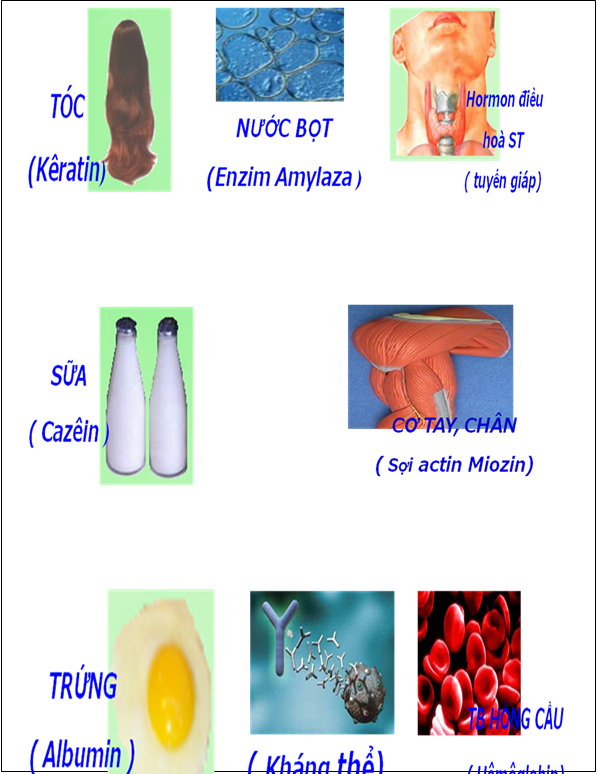 TÓC
(Kêratin)
NƯỚC BỌT
(Enzim Amylaza )
Hormon điều
hoà ST
( tuyến giáp)
SỮA
( Cazêin )
CƠ TAY, CHÂN
( Sợi actin Miozin)
TRỨNG
( Albumin )
( Kháng thể)
TB HỒNG CẦU
( Hêmôglobin)